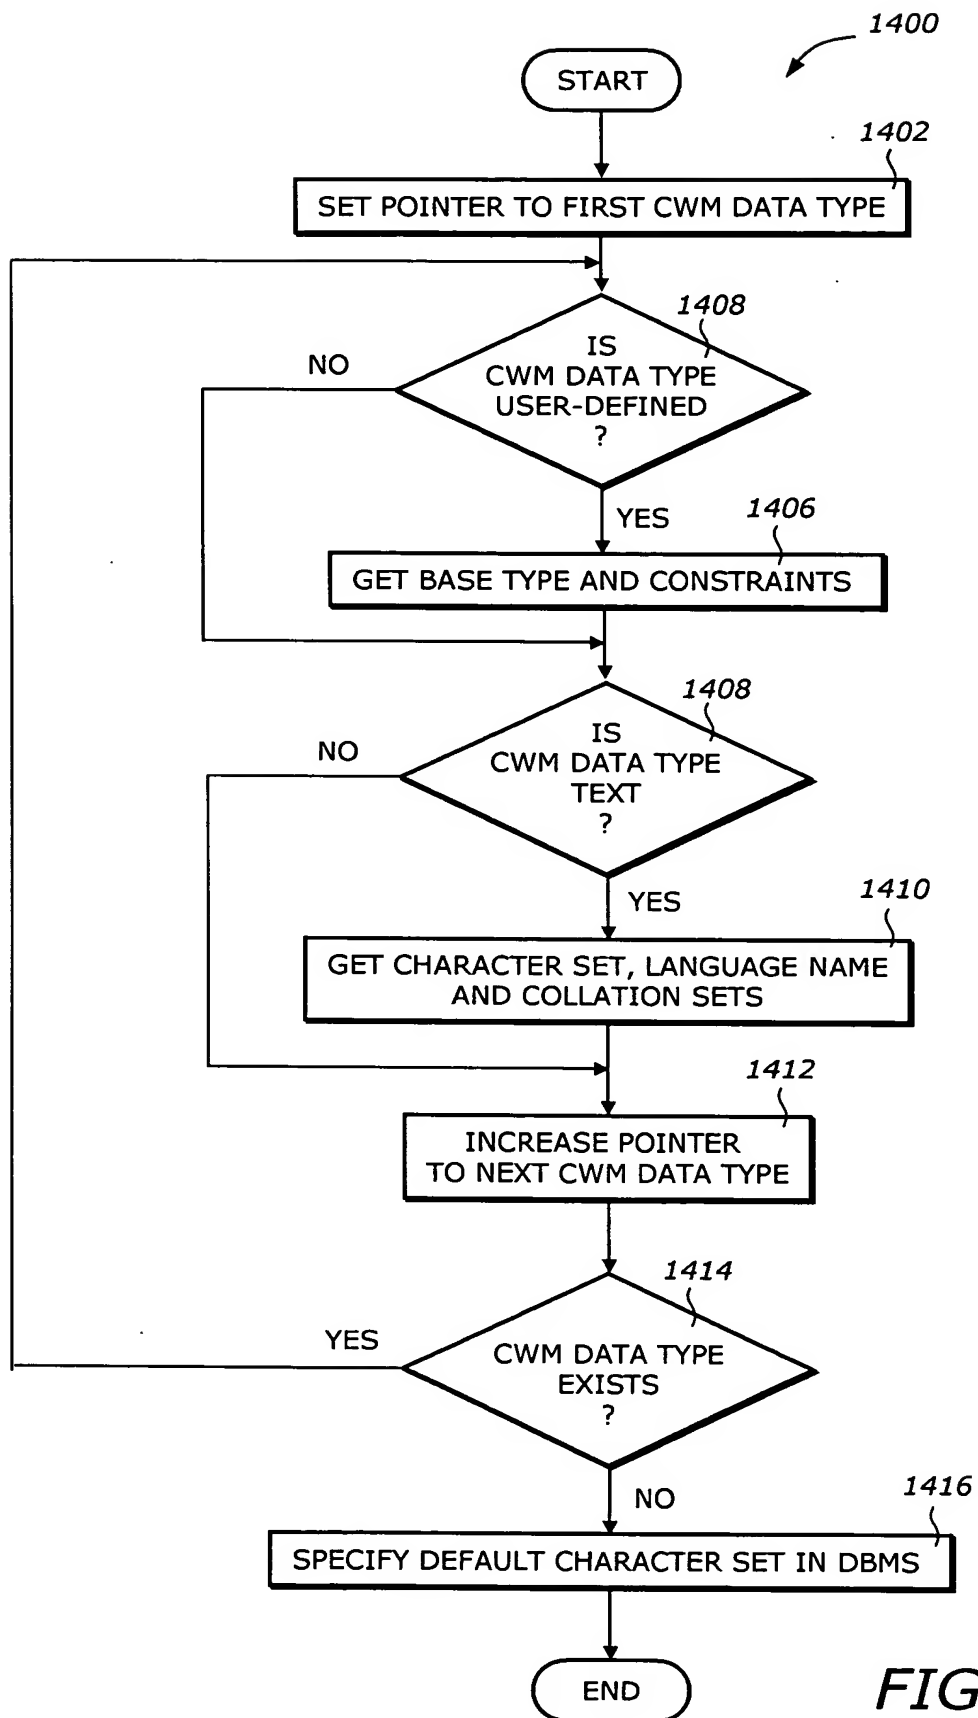 1400
START
1402
SET POINTER TO FIRST CWM DATA TYPE
1408
IS
CWM DATA TYPE
USER-DEFINED
?
NO
YES
1406
GET BASE TYPE AND CONSTRAINTS
1408
IS
CWM DATA TYPE
TEXT
?
NO
YES
1410
GET CHARACTER SET, LANGUAGE NAME
AND COLLATION SETS
1412
INCREASE POINTER
TO NEXT CWM DATA TYPE
1414
CWM DATA TYPE
EXISTS
?
YES
NO
1416
SPECIFY DEFAULT CHARACTER SET IN DBMS
END
FIG